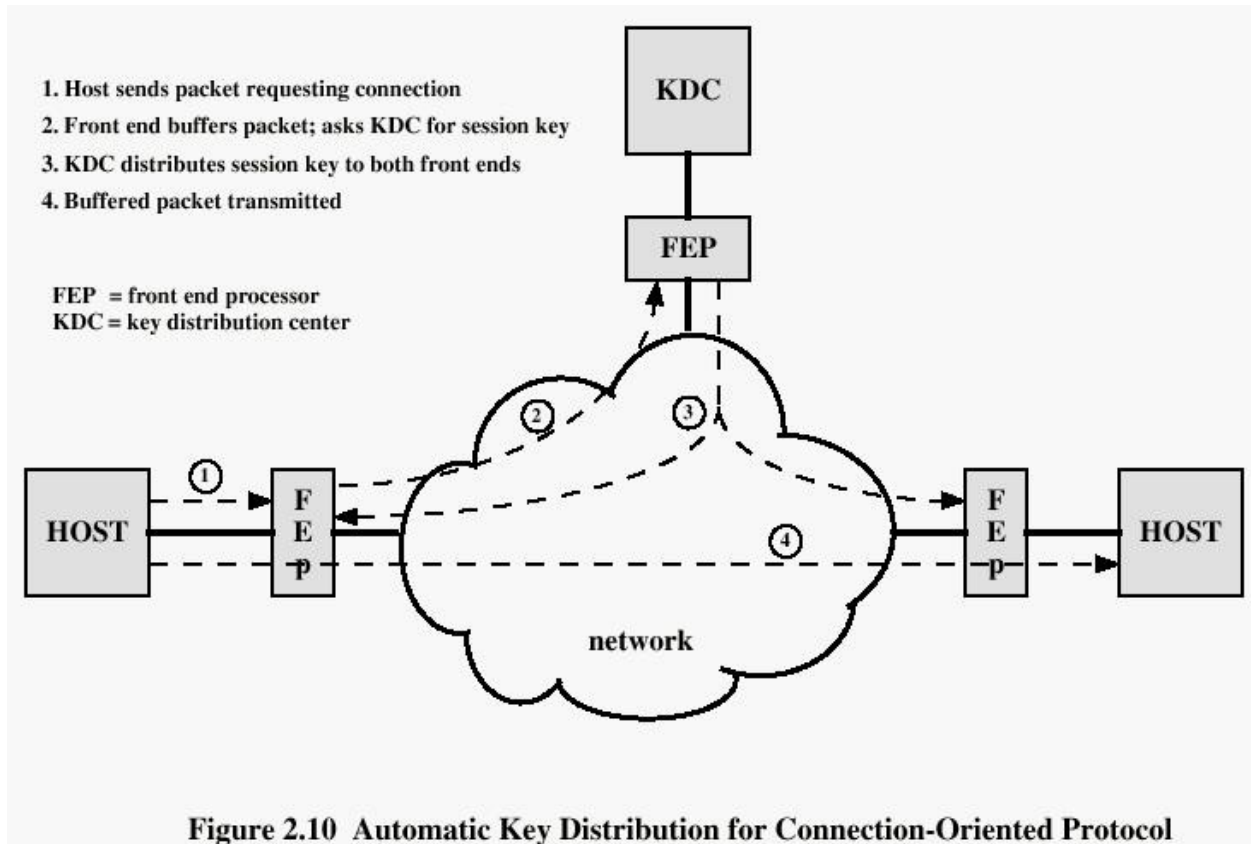 KDC
1. Host sends packet requesting connection
2. Front end buffers packet; asks KDC for session key
3. KDC distributes session key to both front ends
4. Buffered packet transmitted
FEP
FEP = front end processor
KDC = key distribution center
2
3
1
HOST
F
E
p
4
F
E
p
HOST
network
Figure 2.10 Automatic Key Distribution for Connection-Oriented Protocol